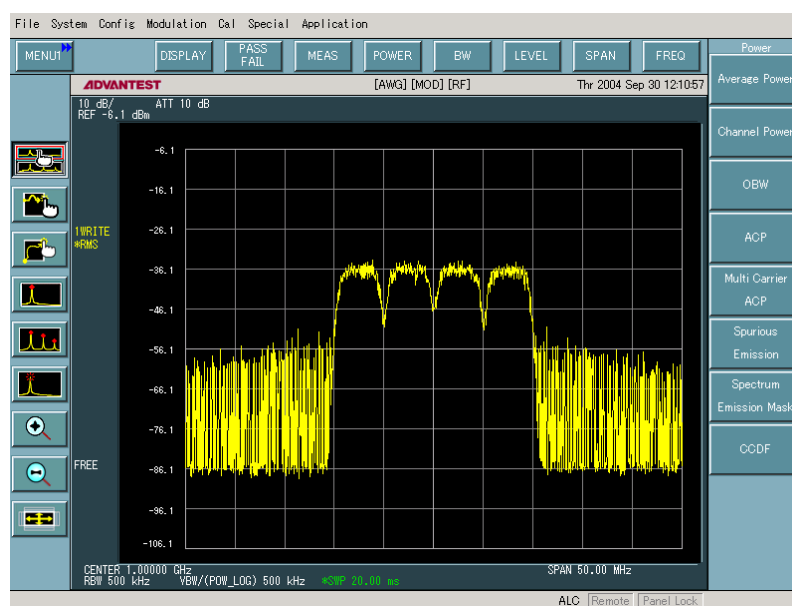 File System Config Modulation Cal Special Application
MENU1 DISPLAY PASS FAIL MEAS POWER BW LEVEL SPAN FREQ
Power
ADVANTEST [AWG] [MOD] [RF] Thr 2004 Sep 30 12:10:57
10 dB/ ATT 10 dB
REF -6.1 dBm
-6.1
-16.1
1WRITE -26.1
*RMS
-36.1
-46.1
-56.1
-66.1
-76.1
FREE -86.1
-96.1
-106.1
CENTER 1.00000 GHz SPAN 50.00 MHz
RBW 500 kHz VBW/(POW_LOG) 500 kHz *SWP 20.00 ms
Average Power
Channel Power
OBW
ACP
Multi Carrier
ACP
Spurious
Emission
Spectrum
Emission Mask
CCDF
ALC Remote Panel Lock